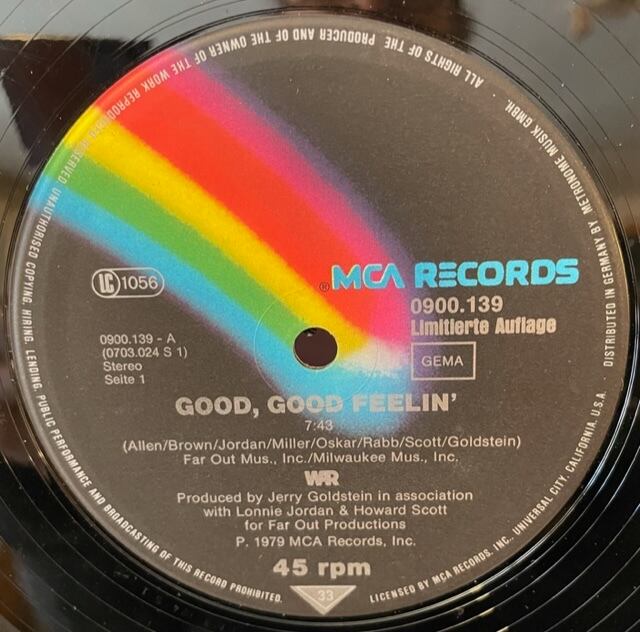 ALL RIGHTS OF THE PRODUCER AND OF THE OWNER OF THE WORK REPRODUCED RESERVED UNAUTHORISED COPYING, HIRING, LENDING, PUBLIC PERFORMANCE AND BROADCASTING OF THIS RECORD PROHIBITED.
® MCA RECORDS
LC 1056
0900.139
Limitierte Auflage
GEMA
0900.139 - A
(0703.024 S 1)
Stereo
Seite 1
GOOD, GOOD FEELIN'
7:43
(Allen/Brown/Jordan/Miller/Oskar/Rabb/Scott/Goldstein)
Far Out Mus., Inc./Milwaukee Mus., Inc.
WAR
Produced by Jerry Goldstein in association
with Lonnie Jordan & Howard Scott
for Far Out Productions
P. 1979 MCA Records, Inc.
45 rpm
33
LICENSED BY MCA RECORDS, INC., UNIVERSAL CITY, CALIFORNIA, U.S.A. · DISTRIBUTED IN GERMANY BY METRONOME MUSIK GMBH.